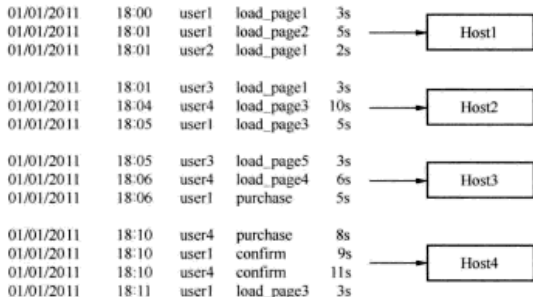 01/01/2011 18:00 user1 load_page1 3s
01/01/2011 18:01 user1 load_page2 5s Host1
01/01/2011 18:01 user2 load_page1 2s
01/01/2011 18:01 user3 load_page1 3s
01/01/2011 18:04 user4 load_page3 10s Host2
01/01/2011 18:05 user1 load_page3 5s
01/01/2011 18:05 user3 load_page5 3s
01/01/2011 18:06 user4 load_page4 6s Host3
01/01/2011 18:06 user1 purchase 5s
01/01/2011 18:10 user4 purchase 8s
01/01/2011 18:10 user1 confirm 9s Host4
01/01/2011 18:10 user4 confirm 11s
01/01/2011 18:11 user1 load_page3 3s